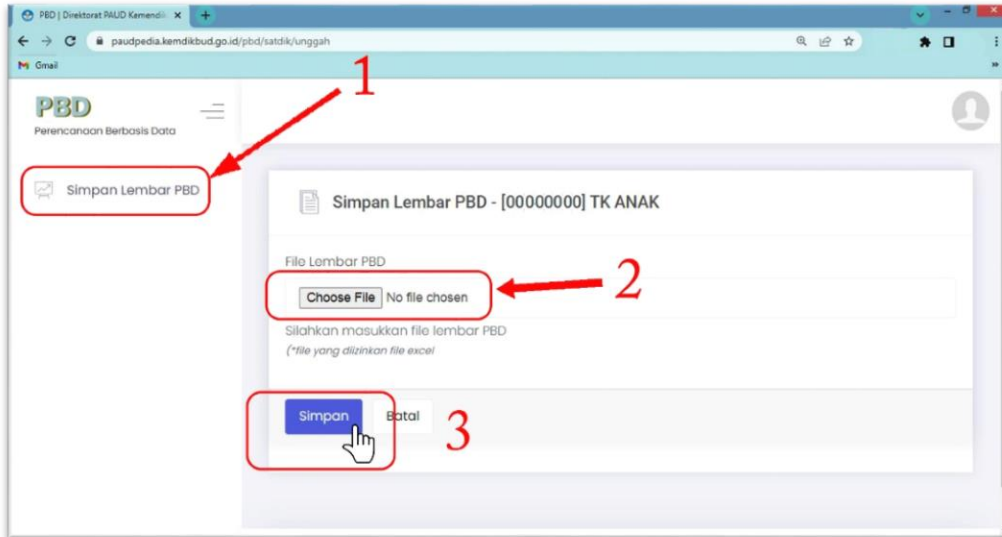 PBD | Direktorat PAUD Kemendik
paudpedia.kemdikbud.go.id/pbd/satdik/unggah
Gmail
1
PBD
Perencanaan Berbasis Data
Simpan Lembar PBD
Simpan Lembar PBD - [00000000] TK ANAK
File Lembar PBD
Choose File No file chosen
2
Silahkan masukkan file lembar PBD
(*file yang diizinkan file excel
Simpan Batal
3